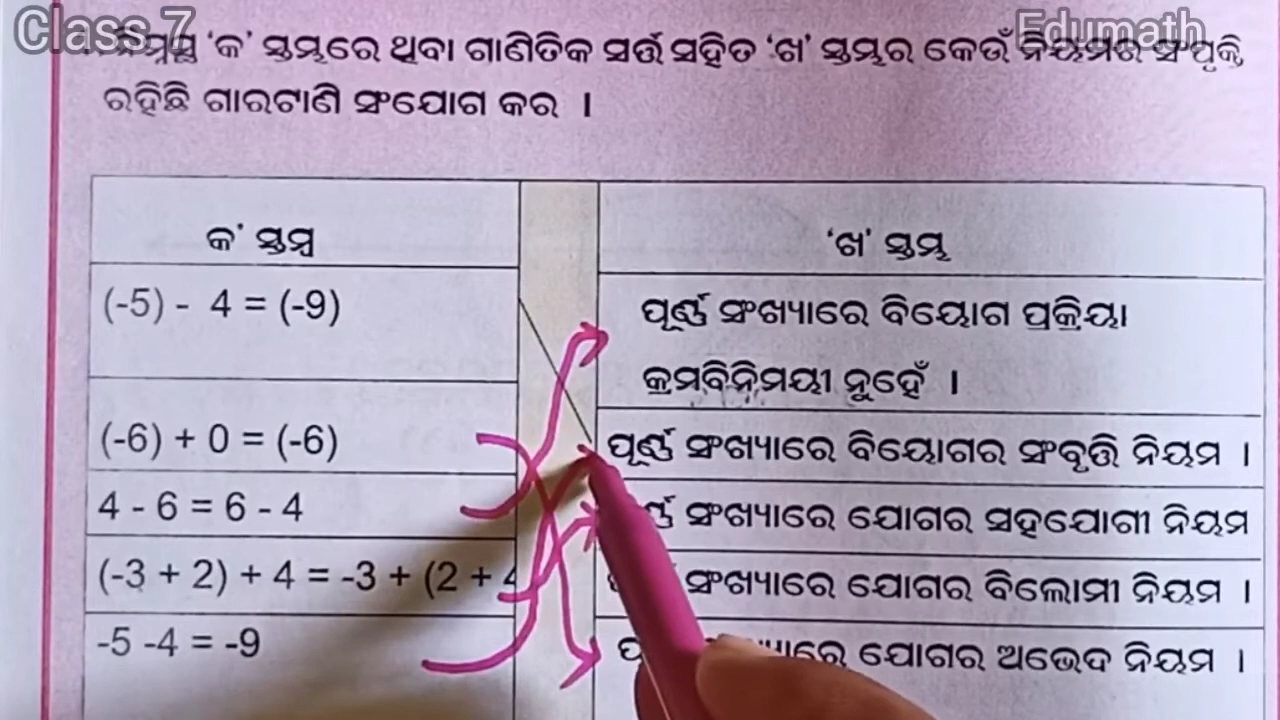 Class 7
Edumath
ନିମ୍ନସ୍ଥ 'କ' ସ୍ତମ୍ଭରେ ଥିବା ଗାଣିତିକ ସର୍ତ୍ତ ସହିତ 'ଖ' ସ୍ତମ୍ଭର କେଉଁ ନିୟମର ସଂପୃକ୍ତି
ରହିଛି ଗାରଟାଣି ସଂଯୋଗ କର ।
କ' ସ୍ତମ୍ବ
'ଖ' ସ୍ତମ୍ଭ
(-5) - 4 = (-9)
ପୂର୍ଣ୍ଣ ସଂଖ୍ୟାରେ ବିୟୋଗ ପ୍ରକ୍ରିୟା
କ୍ରମବିନିମୟୀ ନୁହେଁ ।
(-6) + 0 = (-6)
ପୂର୍ଣ୍ଣ ସଂଖ୍ୟାରେ ବିୟୋଗର ସଂବୃତ୍ତି ନିୟମ ।
4 - 6 = 6 - 4
ସଂଖ୍ୟାରେ ଯୋଗର ସହଯୋଗୀ ନିୟମ
(-3 + 2) + 4 = -3 + (2 + 4
ସଂଖ୍ୟାରେ ଯୋଗର ବିଲୋମୀ ନିୟମ ।
-5 -4 = -9
ଯୋଗର ଅଭେଦ ନିୟମ ।